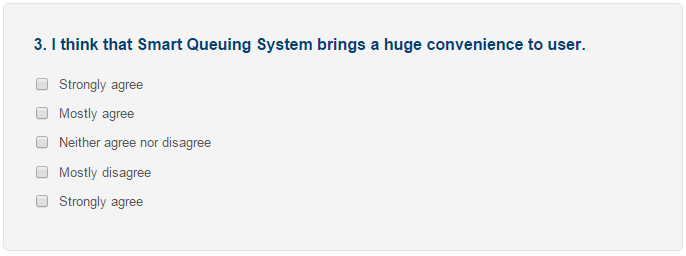 3. I think that Smart Queuing System brings a huge convenience to user.
Strongly agree
Mostly agree
Neither agree nor disagree
Mostly disagree
Strongly agree